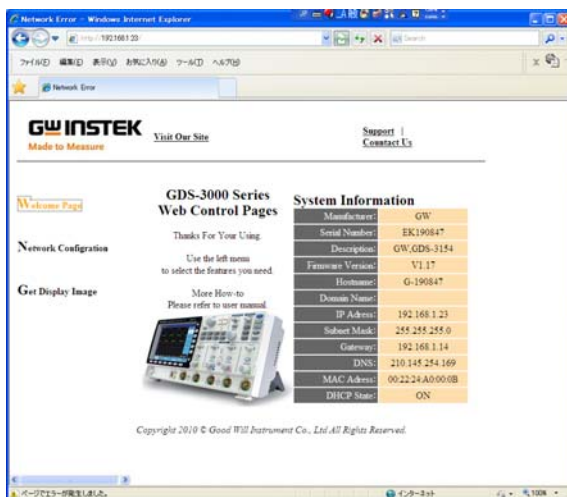 Network Error - Windows Internet Explorer
http://192.168.1.23/
Search
ファイル(F) 編集(E) 表示(V) お気に入り(A) ツール(T) ヘルプ(H)
Network Error
GW INSTEK
Made to Measure
Visit Our Site
Support |
Countact Us
Welcome Page
Network Configration
Get Display Image
GDS-3000 Series
Web Control Pages
Thanks For Your Using.
Use the left menu
to select the features you need.
More How-to
Please refer to user manual.
System Information
Manufacturer: GW
Serial Number: EK190847
Description: GW,GDS-3154
Firmware Version: V1.17
Hostname: G-190847
Domain Name:
IP Adress: 192.168.1.23
Subnet Mask: 255.255.255.0
Gateway: 192.168.1.14
DNS: 210.145.254.169
MAC Adress: 00:22:24:A0:00:0B
DHCP State: ON
Copyright 2010 © Good Will Instrument Co., Ltd All Rights Reserved.
ページでエラーが発生しました。
インターネット
100%